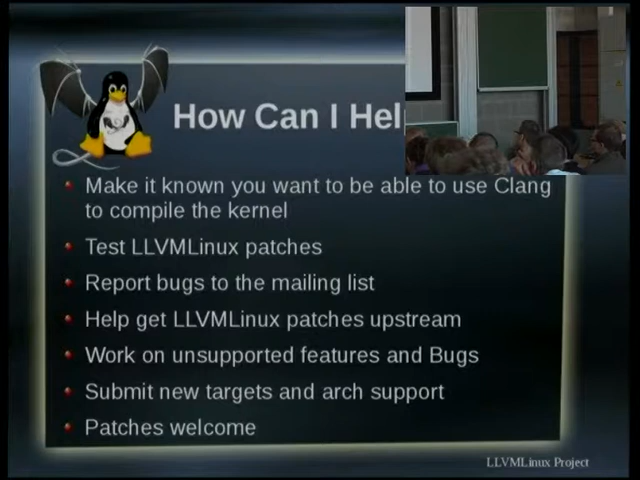 How Can I Hel
Make it known you want to be able to use Clang
to compile the kernel
Test LLVMLinux patches
Report bugs to the mailing list
Help get LLVMLinux patches upstream
Work on unsupported features and Bugs
Submit new targets and arch support
Patches welcome
LLVMLinux Project